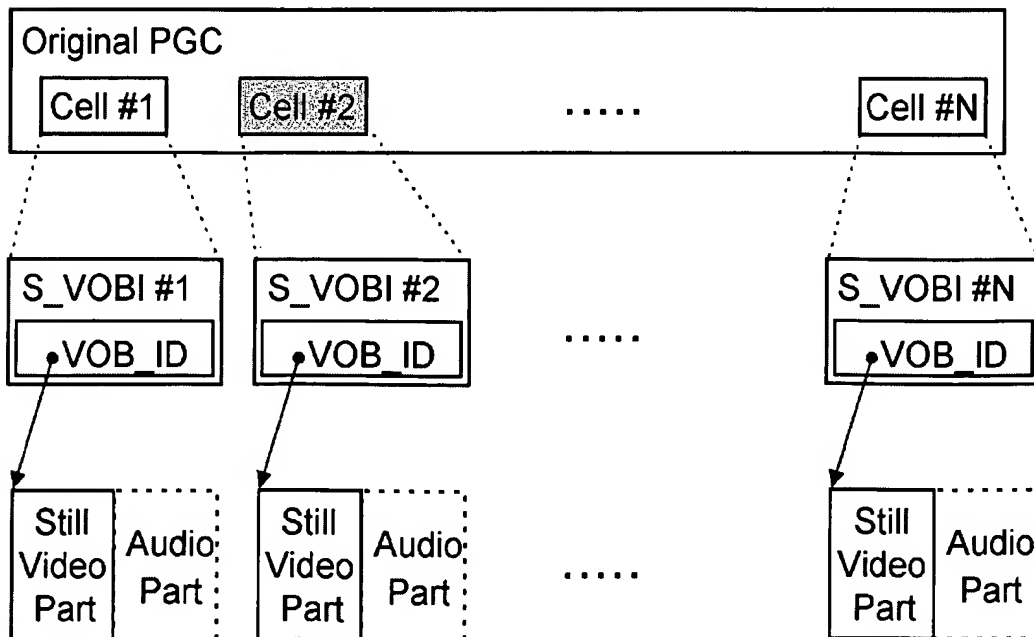 Original PGC
Cell #1 Cell #2 ..... Cell #N
S_VOBI #1 S_VOBI #2 S_VOBI #N
.....
VOB_ID VOB_ID VOB_ID
Still Video Part Audio Part Still Video Part Audio Part ..... Still Video Part Audio Part